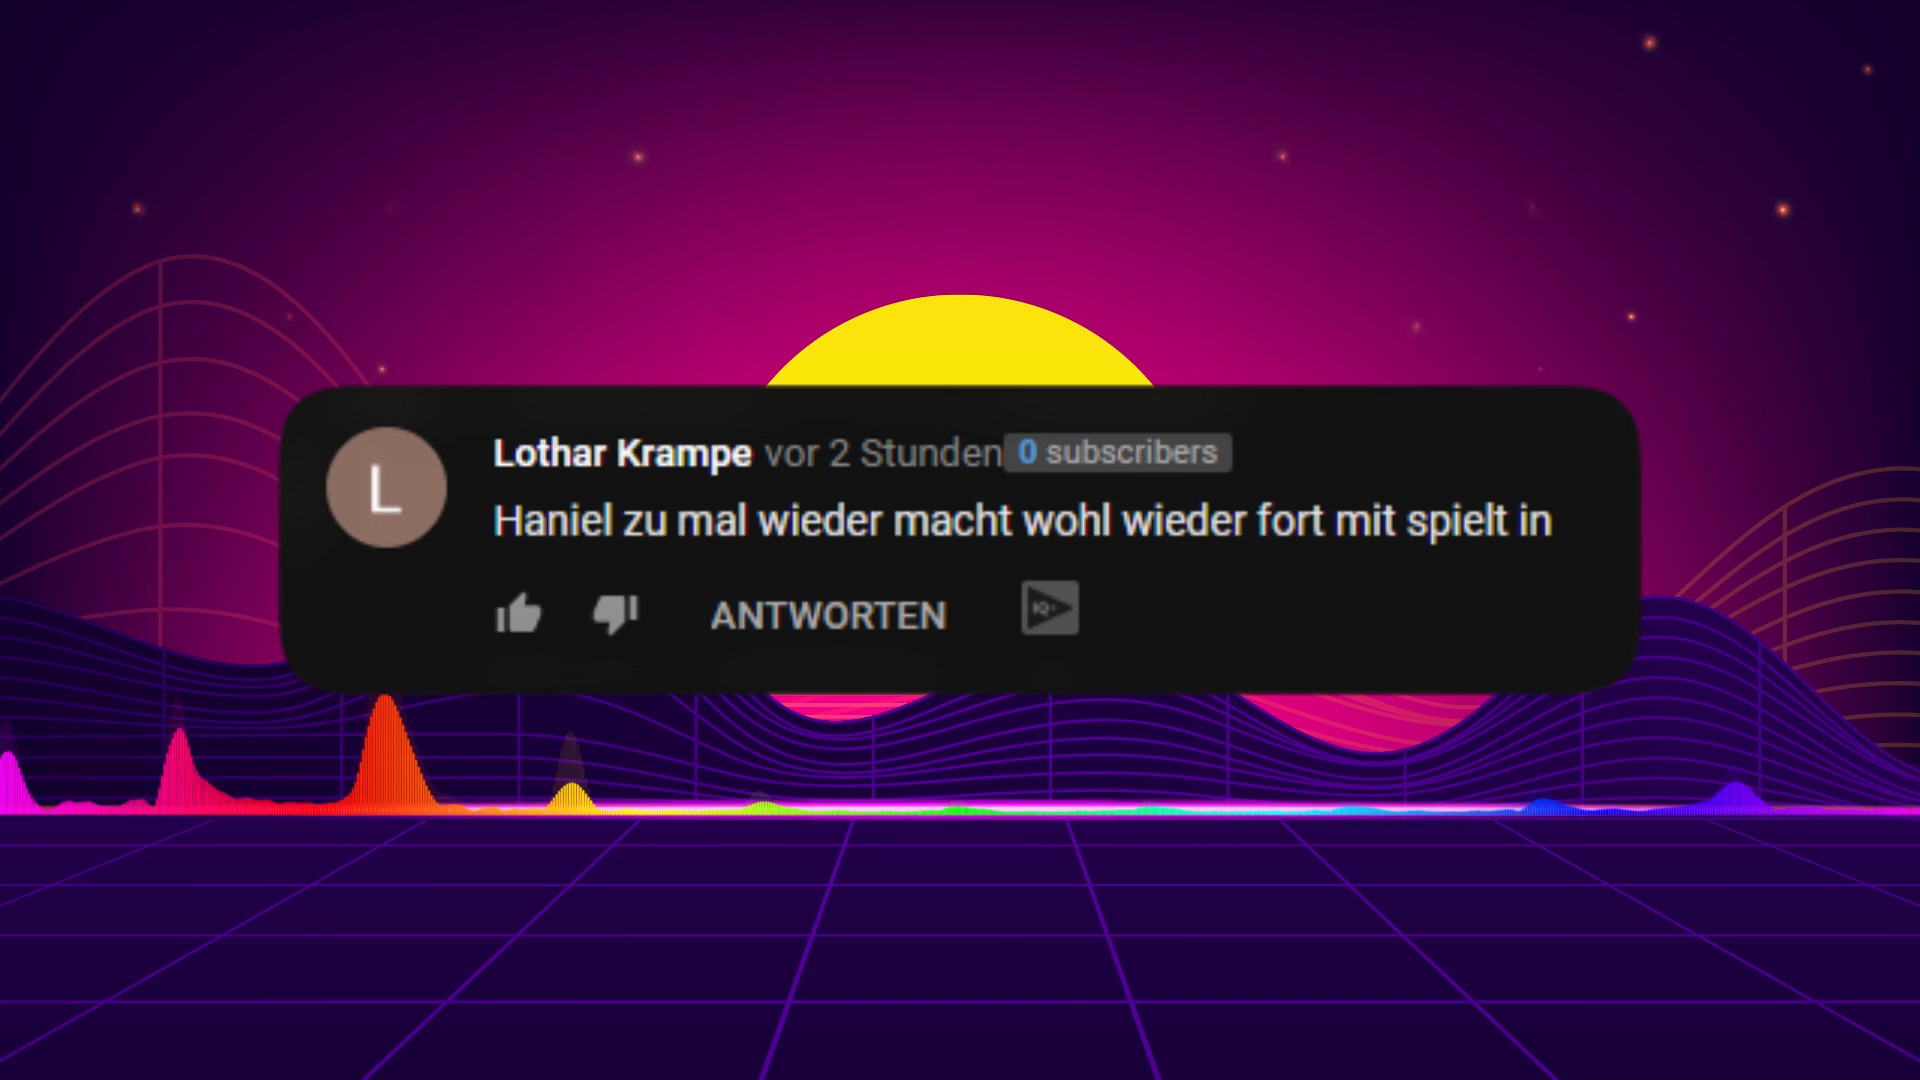 L
Lothar Krampe vor 2 Stunden 0 subscribers
Haniel zu mal wieder macht wohl wieder fort mit spielt in
ANTWORTEN
IQ